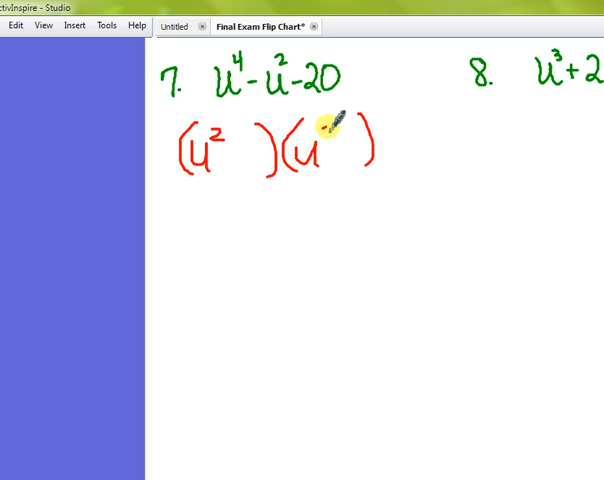 ctivInspire - Studio
Edit View Insert Tools Help
Untitled Final Exam Flip Chart*
7. u⁴-u²-20
8. u³+2
(u² )(u )